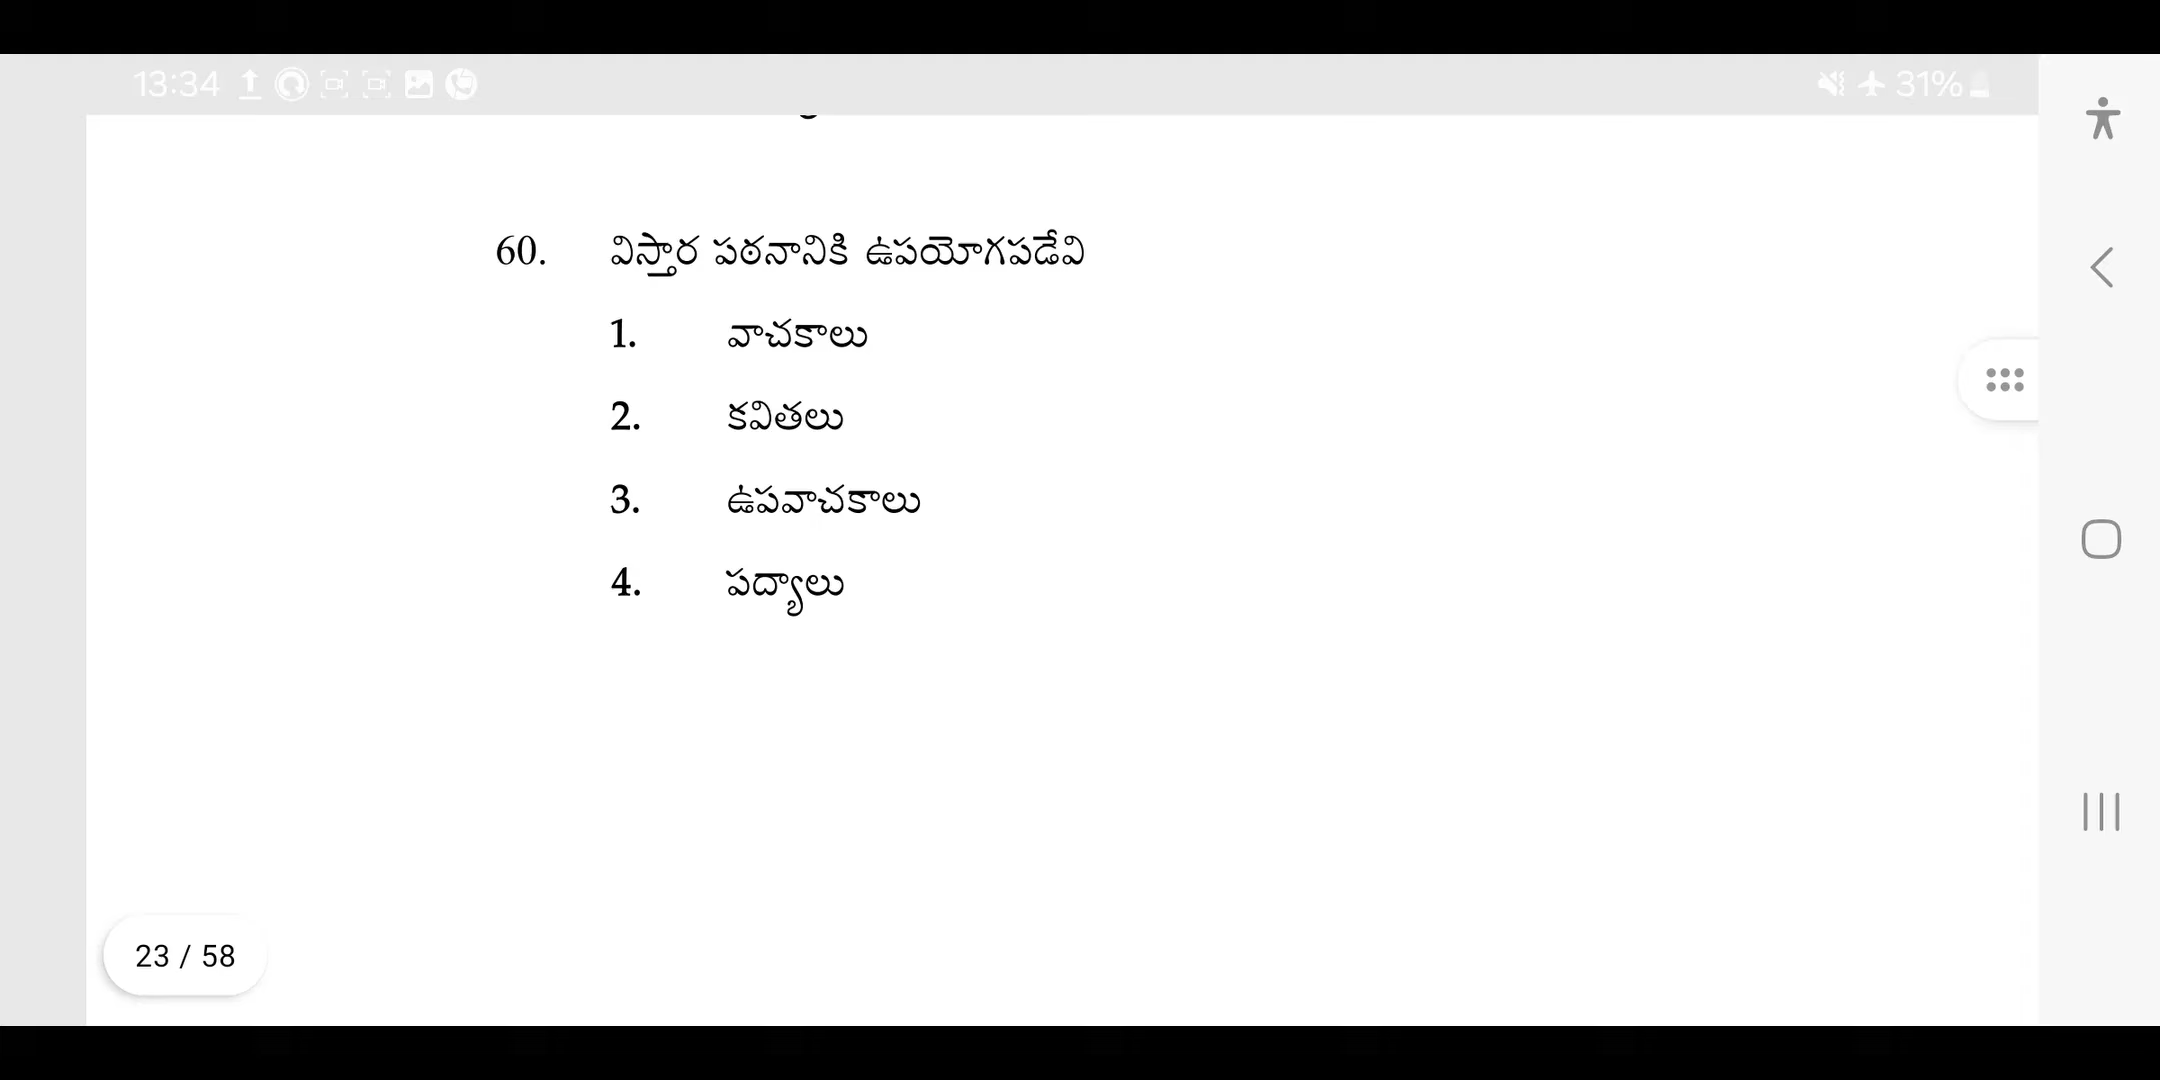 13:34
31%
60. విస్తార పఠనానికి ఉపయోగపడేవి
1. వాచకాలు
2. కవితలు
3. ఉపవాచకాలు
4. పద్యాలు
23 / 58